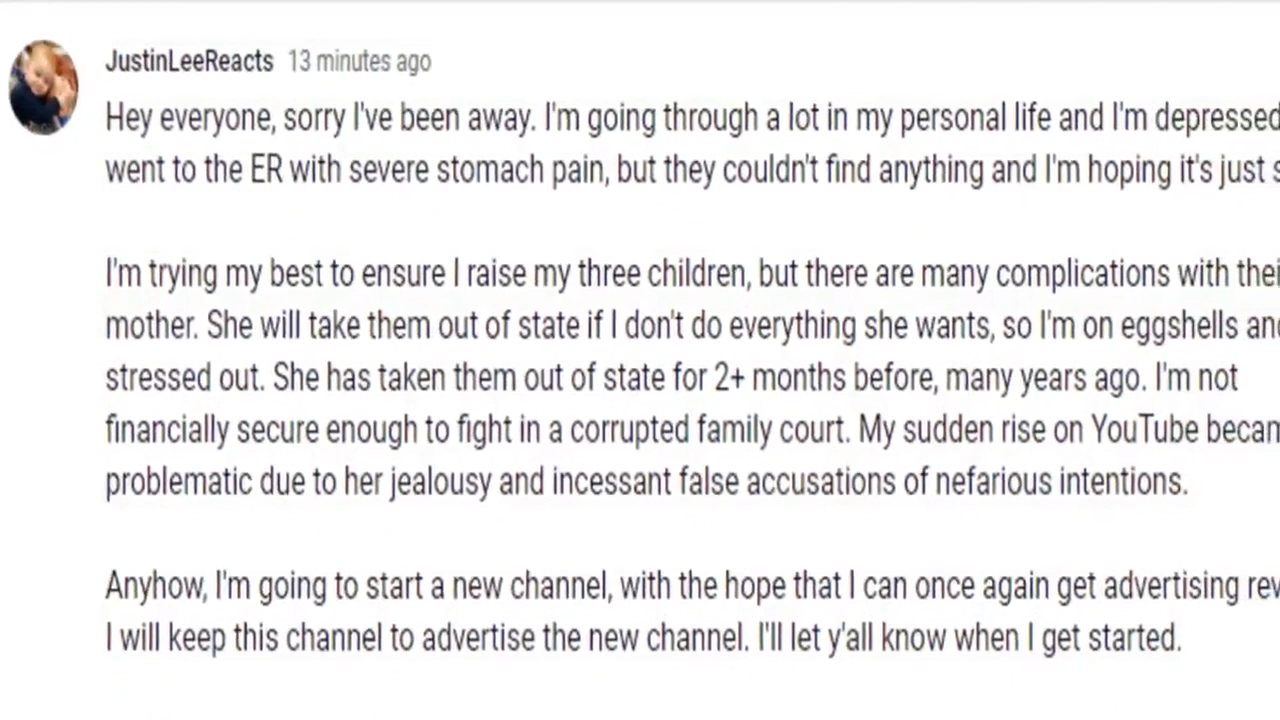 JustinLeeReacts 13 minutes ago
Hey everyone, sorry I've been away. I'm going through a lot in my personal life and I'm depressed
went to the ER with severe stomach pain, but they couldn't find anything and I'm hoping it's just
I'm trying my best to ensure I raise my three children, but there are many complications with
mother. She will take them out of state if I don't do everything she wants, so I'm on eggshells
stressed out. She has taken them out of state for 2+ months before, many years ago. I'm not
financially secure enough to fight in a corrupted family court. My sudden rise on YouTube
problematic due to her jealousy and incessant false accusations of nefarious intentions.
Anyhow, I'm going to start a new channel, with the hope that I can once again get advertising
I will keep this channel to advertise the new channel. I'll let y'all know when I get started.